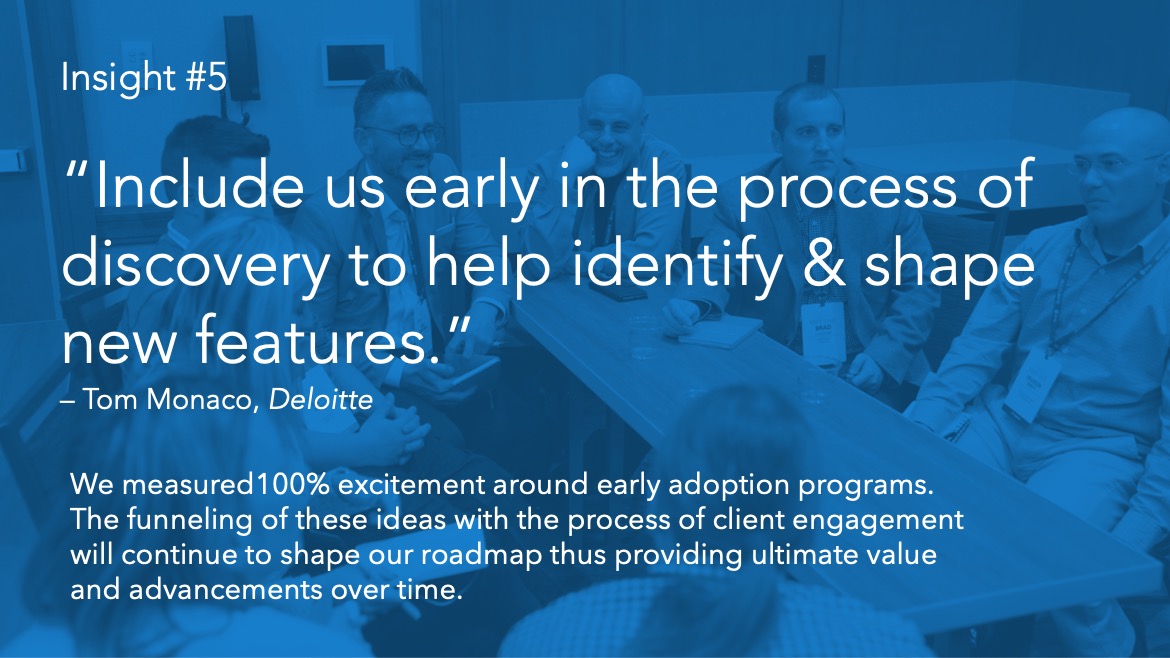 Insight #5
“Include us early in the process of
discovery to help identify & shape
new features.”
– Tom Monaco, Deloitte
BRAD
We measured100% excitement around early adoption programs.
The funneling of these ideas with the process of client engagement
will continue to shape our roadmap thus providing ultimate value
and advancements over time.